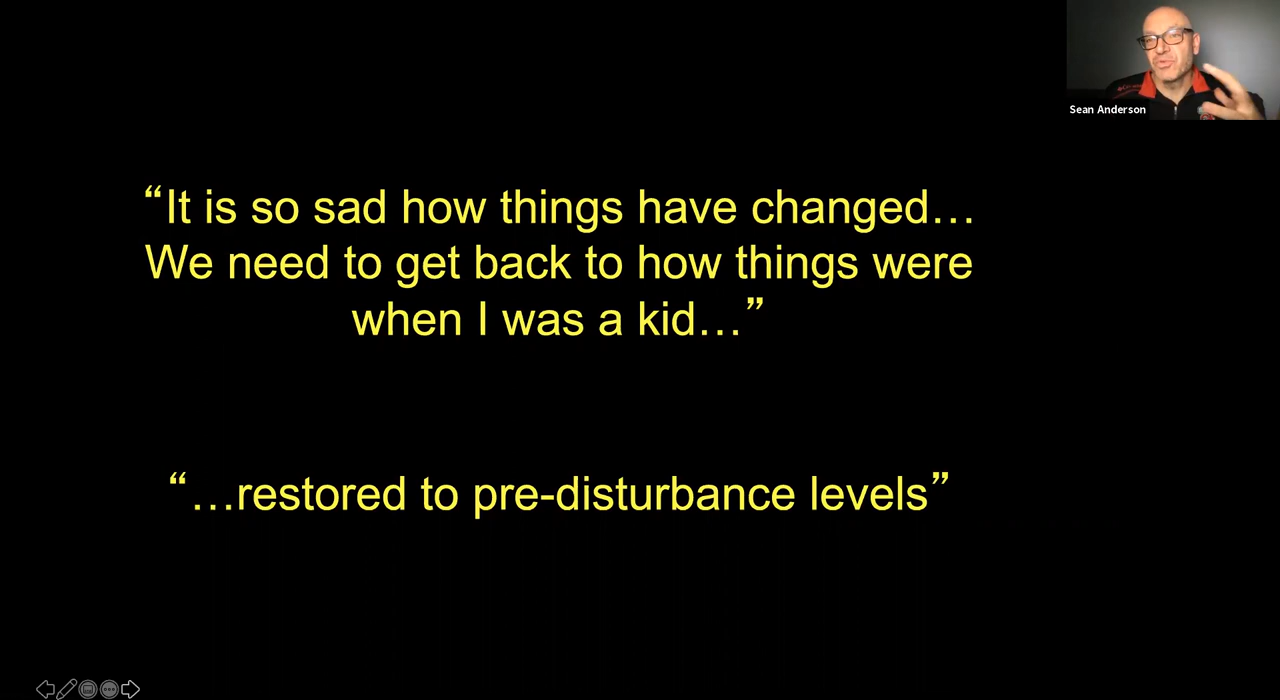 Sean Anderson
“It is so sad how things have changed…
We need to get back to how things were
when I was a kid…”
“…restored to pre-disturbance levels”